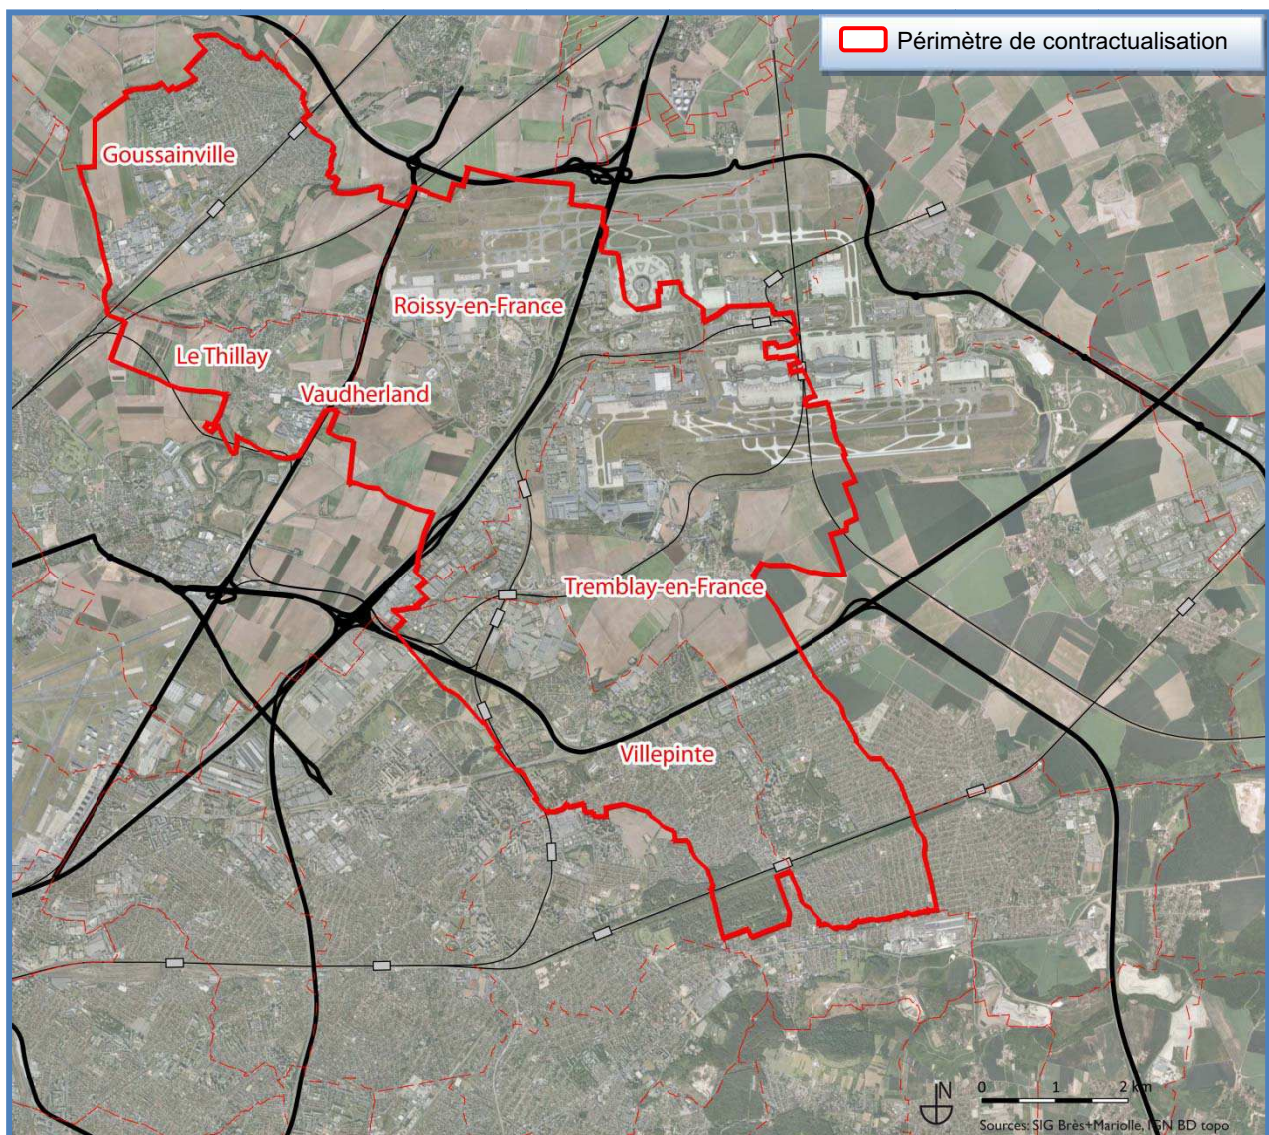 Périmètre de contractualisation
Goussainville
Roissy-en-France
Le Thillay
Vaudherland
Tremblay-en-France
Villepinte
N
0 1 2 km
Sources: SIG Brès+Mariolle, IGN BD topo